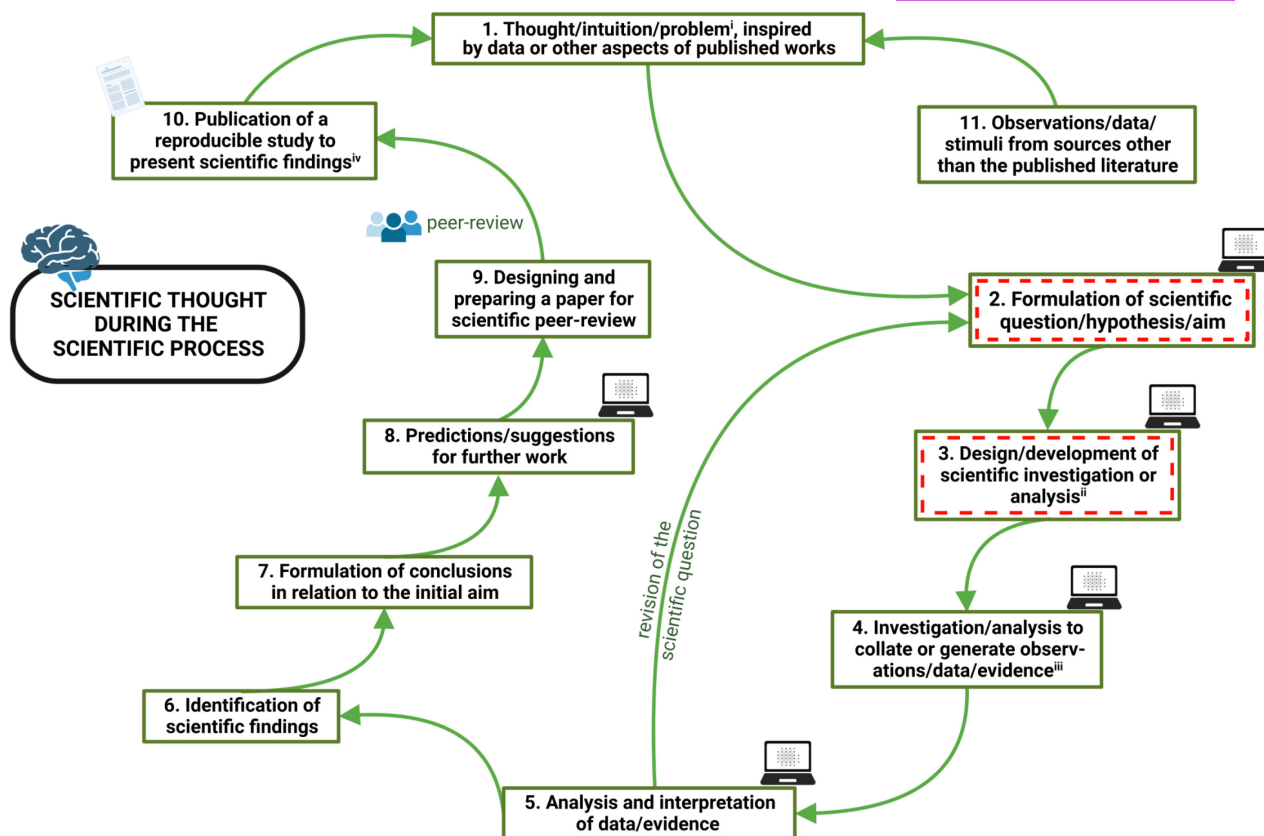 1. Thought/intuition/problemⁱ, inspired
by data or other aspects of published works
10. Publication of a
reproducible study to
present scientific findingsⁱᵛ
11. Observations/data/
stimuli from sources other
than the published literature
peer-review
SCIENTIFIC THOUGHT
DURING THE
SCIENTIFIC PROCESS
9. Designing and
preparing a paper for
scientific peer-review
2. Formulation of scientific
question/hypothesis/aim
8. Predictions/suggestions
for further work
3. Design/development of
scientific investigation or
analysisⁱⁱ
revision of the
scientific question
7. Formulation of conclusions
in relation to the initial aim
4. Investigation/analysis to
collate or generate observ-
ations/data/evidenceⁱⁱⁱ
6. Identification of
scientific findings
5. Analysis and interpretation
of data/evidence